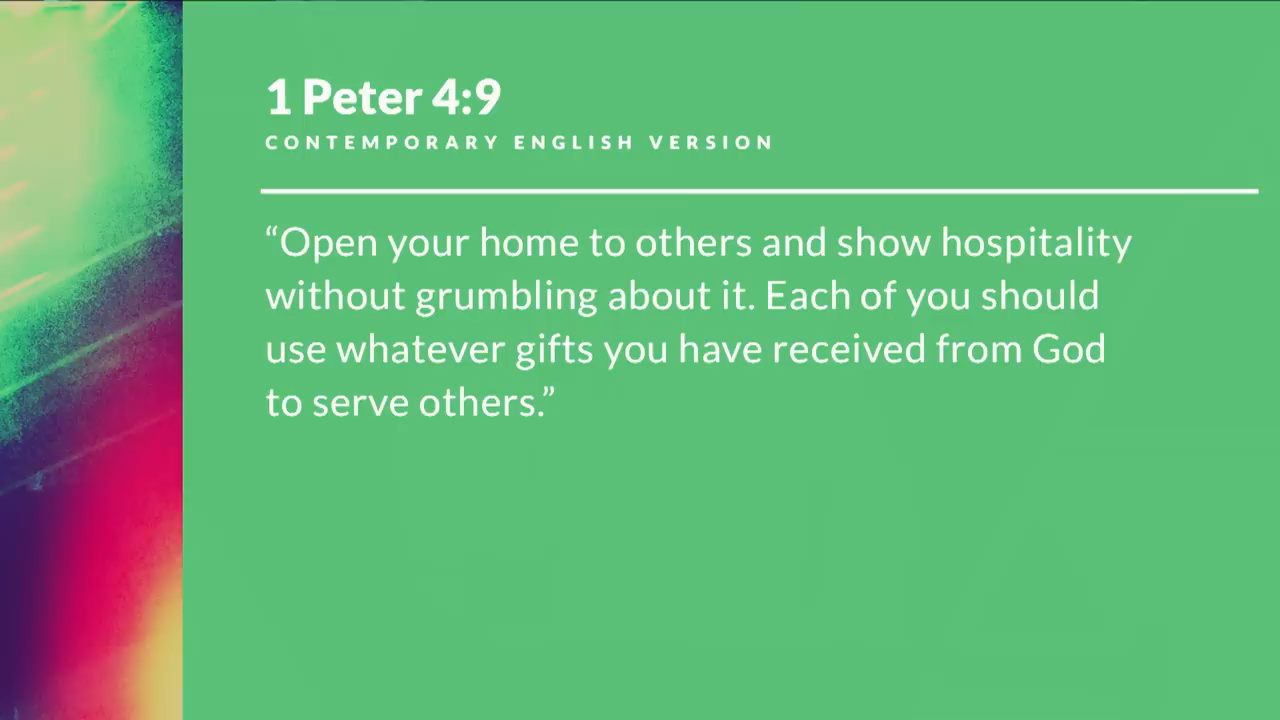 1 Peter 4:9
CONTEMPORARY ENGLISH VERSION
“Open your home to others and show hospitality
without grumbling about it. Each of you should
use whatever gifts you have received from God
to serve others.”